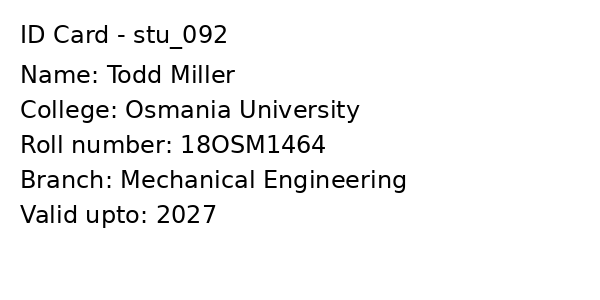 ID Card - stu_092
Name: Todd Miller
College: Osmania University
Roll number: 18OSM1464
Branch: Mechanical Engineering
Valid upto: 2027